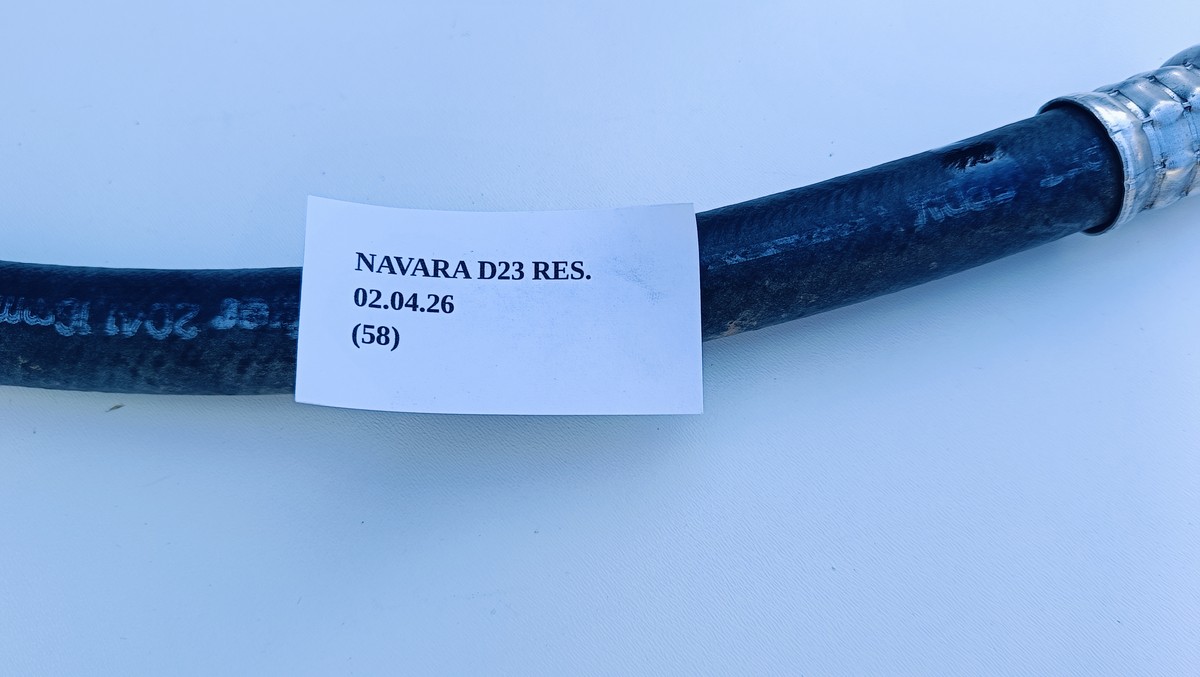 NAVARA D23 RES.
02.04.26
(58)